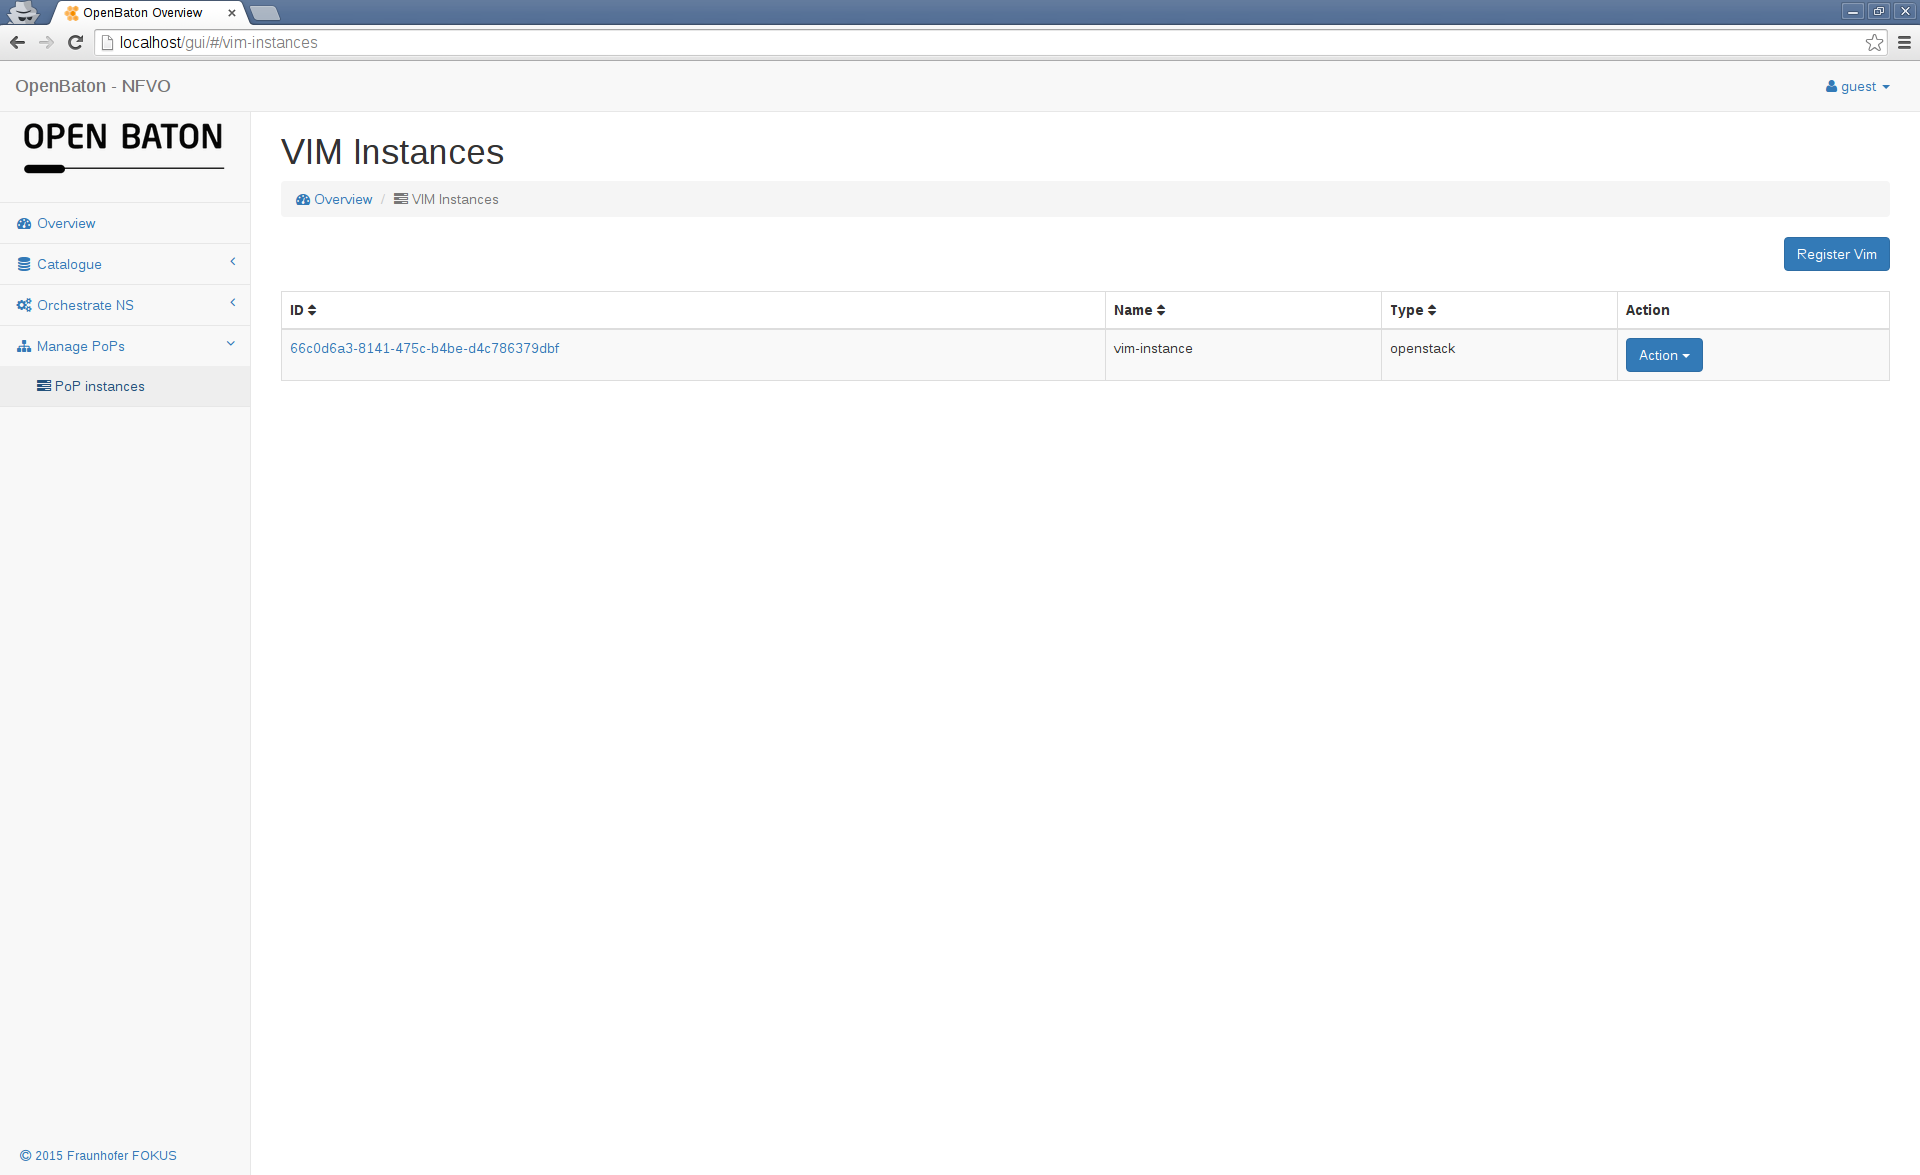 OpenBaton Overview
localhost/gui/#/vim-instances
OpenBaton - NFVO
guest
OPEN BATON
Overview
Catalogue
Orchestrate NS
Manage PoPs
PoP instances
VIM Instances
Overview / VIM Instances
Register Vim
ID Name Type Action
66c0d6a3-8141-475c-b4be-d4c786379dbf vim-instance openstack Action
© 2015 Fraunhofer FOKUS